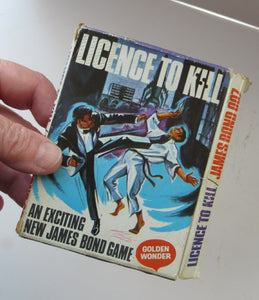 LICENCE TO KILL
AN EXCITING
NEW JAMES BOND GAME
GOLDEN
WONDER
LICENCE TO KILL / JAMES BOND 007